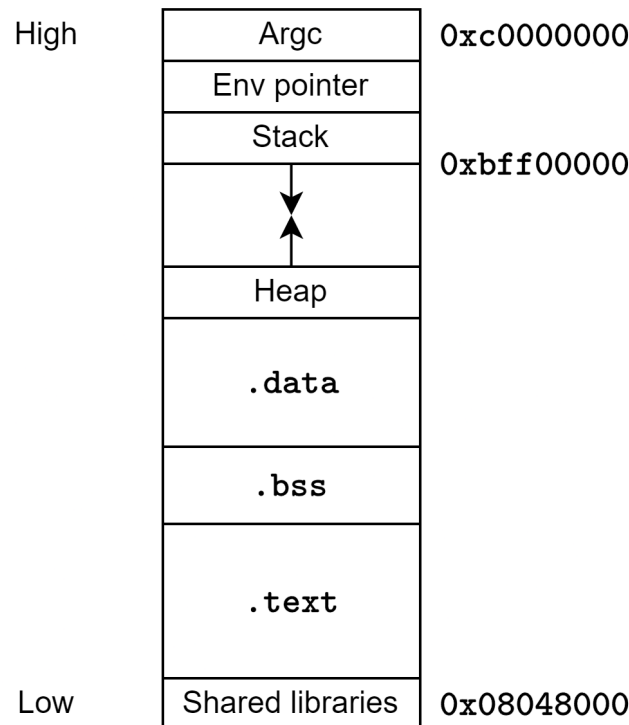 High Argc 0xc0000000
Env pointer
Stack
0xbff00000
Heap
.data
.bss
.text
Low Shared libraries 0x08048000